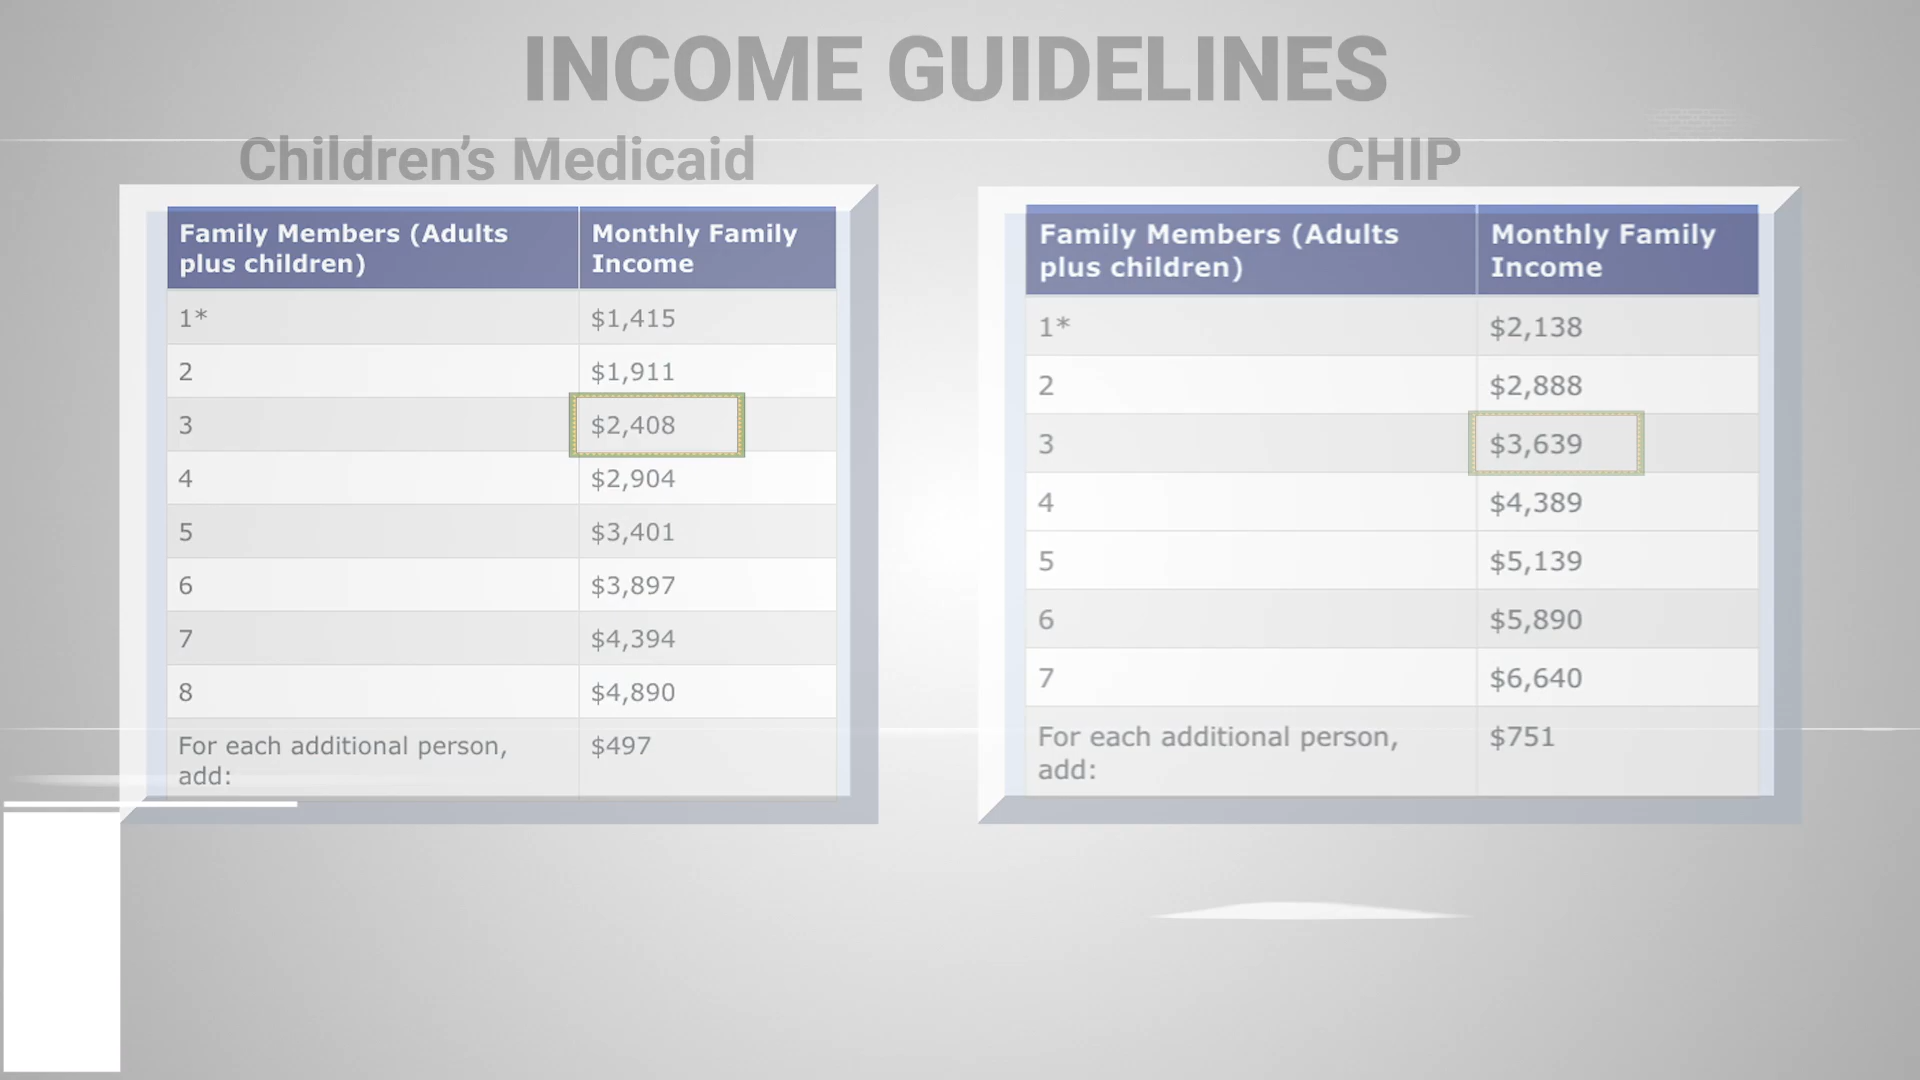 INCOME GUIDELINES
Children's Medicaid
Family Members (Adults Monthly Family
plus children) Income
1* $1,415
2 $1,911
3 $2,408
4 $2,904
5 $3,401
6 $3,897
7 $4,394
8 $4,890
For each additional person, $497
add:
CHIP
Family Members (Adults Monthly Family
plus children) Income
1* $2,138
2 $2,888
3 $3,639
4 $4,389
5 $5,139
6 $5,890
7 $6,640
For each additional person, $751
add: